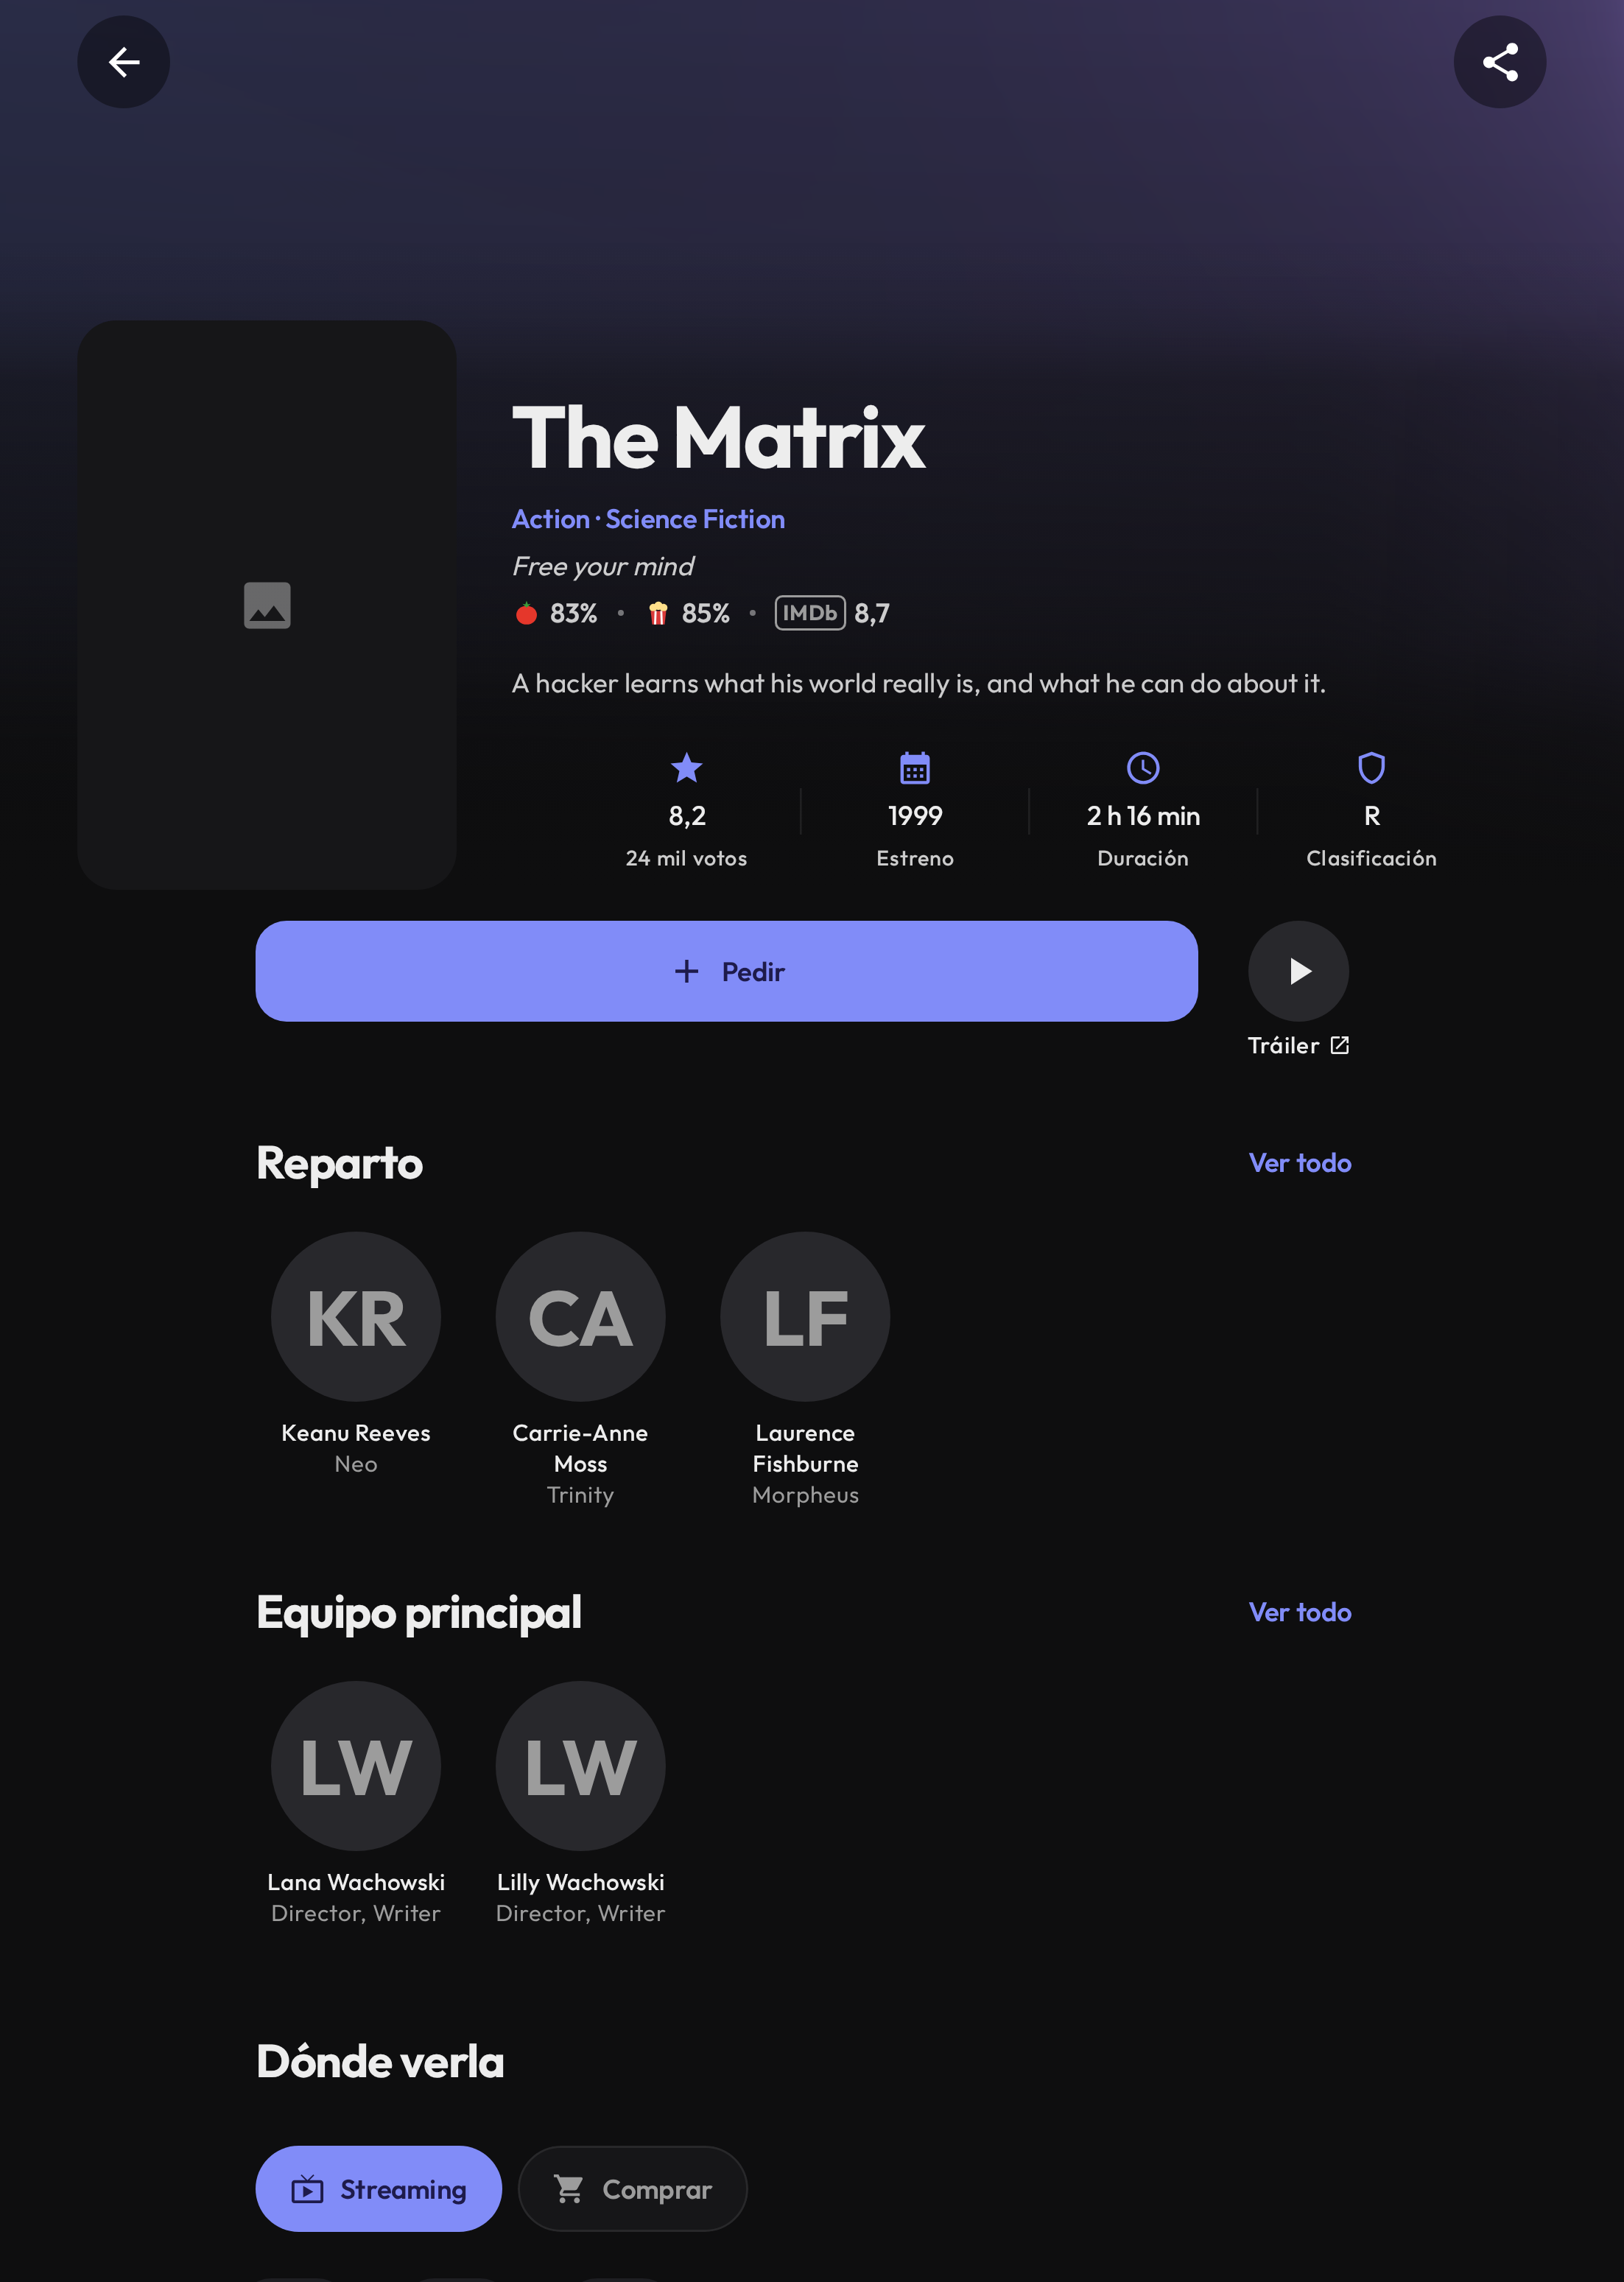 The Matrix
Action · Science Fiction
Free your mind
83% • 85% • IMDb 8,7
A hacker learns what his world really is, and what he can do about it.
8,2 1999 2 h 16 min R
24 mil votos Estreno Duración Clasificación
Pedir
Tráiler
Reparto Ver todo
KR CA LF
Keanu Reeves Carrie-Anne Laurence
Neo Moss Fishburne
Trinity Morpheus
Equipo principal Ver todo
LW LW
Lana Wachowski Lilly Wachowski
Director, Writer Director, Writer
Dónde verla
Streaming Comprar